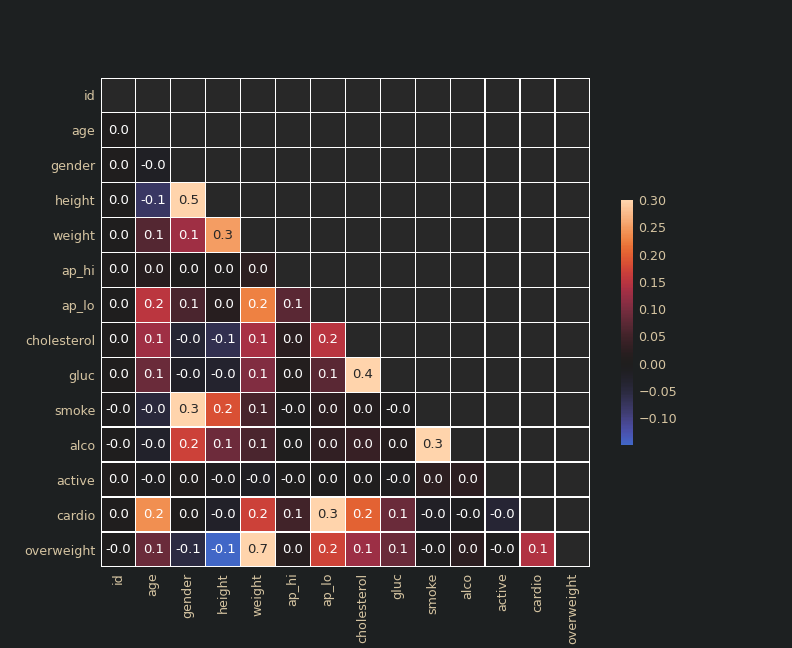 id
age 0.0
gender 0.0 -0.0
height 0.0 -0.1 0.5
weight 0.0 0.1 0.1 0.3
ap_hi 0.0 0.0 0.0 0.0 0.0
ap_lo 0.0 0.2 0.1 0.0 0.2 0.1
cholesterol 0.0 0.1 -0.0 -0.1 0.1 0.0 0.2
gluc 0.0 0.1 -0.0 -0.0 0.1 0.0 0.1 0.4
smoke -0.0 -0.0 0.3 0.2 0.1 -0.0 0.0 0.0 -0.0
alco -0.0 -0.0 0.2 0.1 0.1 0.0 0.0 0.0 0.0 0.3
active 0.0 -0.0 0.0 -0.0 -0.0 -0.0 0.0 0.0 -0.0 0.0 0.0
cardio 0.0 0.2 0.0 -0.0 0.2 0.1 0.3 0.2 0.1 -0.0 -0.0 -0.0
overweight -0.0 0.1 -0.1 -0.1 0.7 0.0 0.2 0.1 0.1 -0.0 0.0 -0.0 0.1
id age gender height weight ap_hi ap_lo cholesterol gluc smoke alco active cardio overweight
0.30
0.25
0.20
0.15
0.10
0.05
0.00
−0.05
−0.10